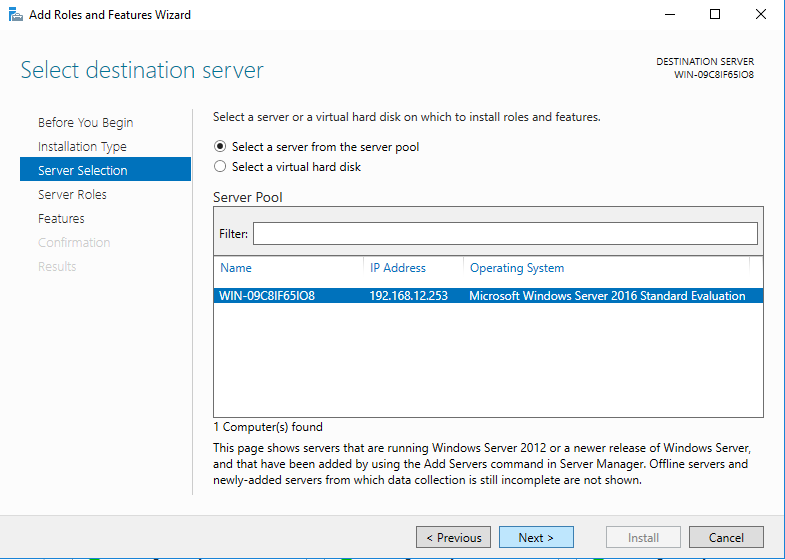 Add Roles and Features Wizard
Select destination server
DESTINATION SERVER
WIN-09C8IF65IO8
Before You Begin
Installation Type
Server Selection
Server Roles
Features
Confirmation
Results
Select a server or a virtual hard disk on which to install roles and features.
Select a server from the server pool
Select a virtual hard disk
Server Pool
Filter:
Name IP Address Operating System
WIN-09C8IF65IO8 192.168.12.253 Microsoft Windows Server 2016 Standard Evaluation
1 Computer(s) found
This page shows servers that are running Windows Server 2012 or a newer release of Windows Server,
and that have been added by using the Add Servers command in Server Manager. Offline servers and
newly-added servers from which data collection is still incomplete are not shown.
< Previous Next > Install Cancel